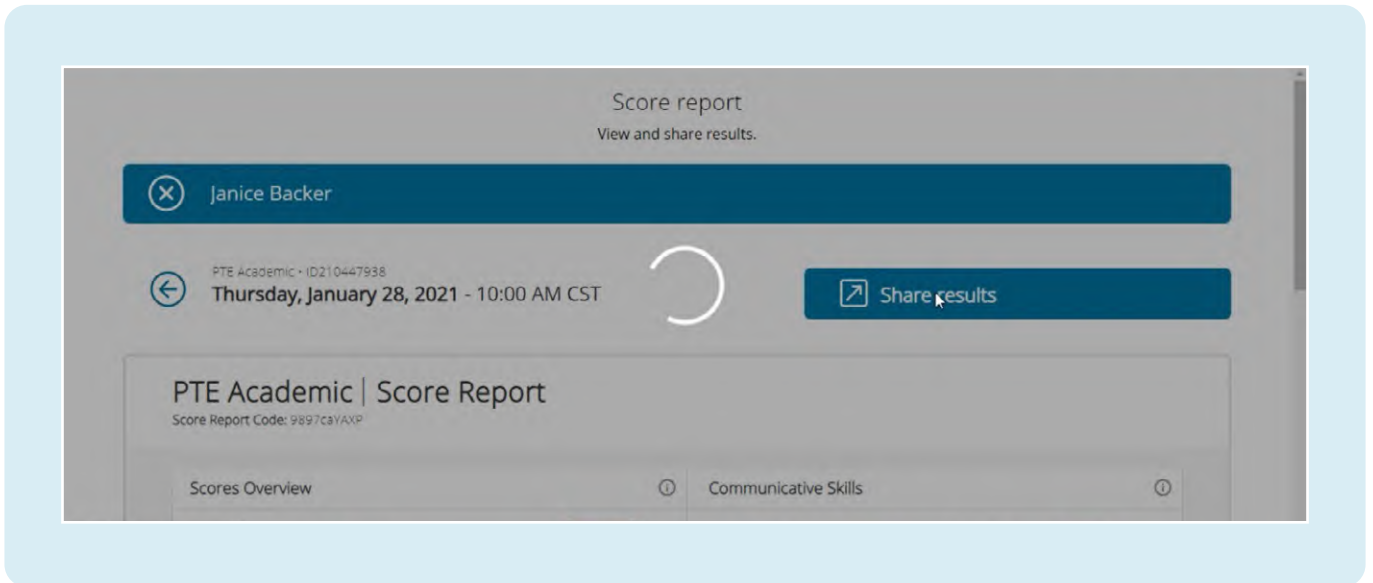 Score report
View and share results.
Janice Backer
PTE Academic • ID210447938
Thursday, January 28, 2021 - 10:00 AM CST
Share results
PTE Academic | Score Report
Score Report Code: 9897caYAXP
Scores Overview
Communicative Skills